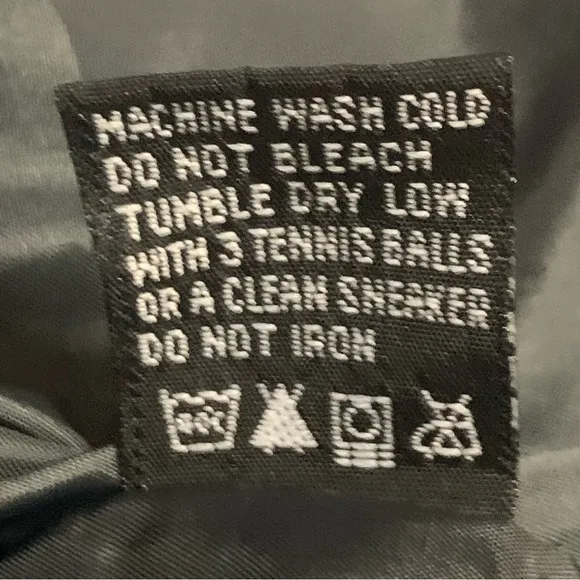 MACHINE WASH COLD
DO NOT BLEACH
TUMBLE DRY LOW
WITH 3 TENNIS BALLS
OR A CLEAN SNEAKER
DO NOT IRON